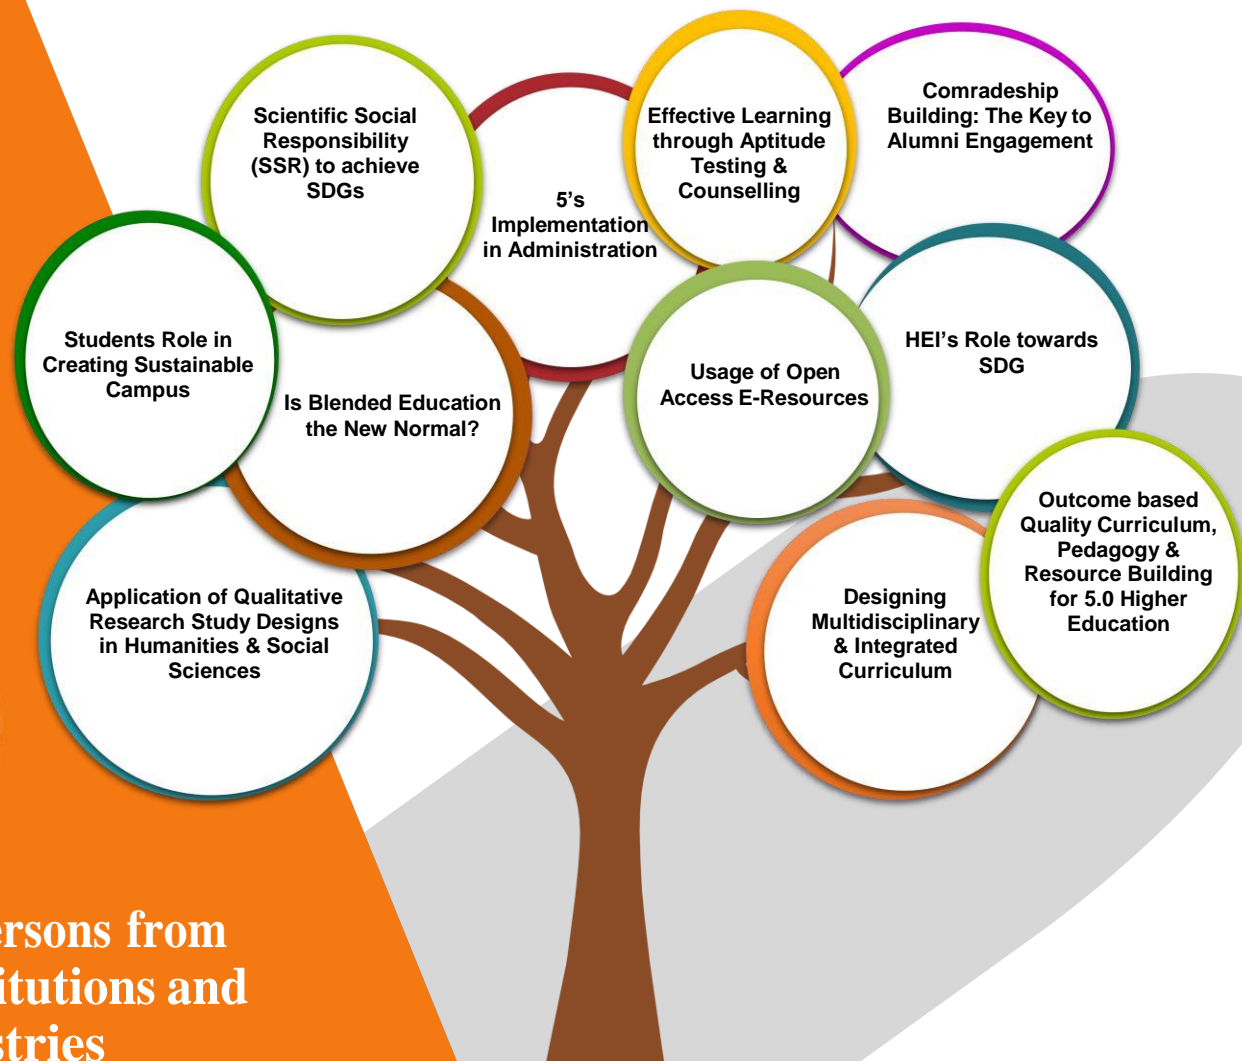 Scientific Social
Responsibility
(SSR) to achieve
SDGs
5's
Implementation
in Administration
Effective Learning
through Aptitude
Testing &
Counselling
Comradeship
Building: The Key to
Alumni Engagement
Students Role in
Creating Sustainable
Campus
Is Blended Education
the New Normal?
Usage of Open
Access E-Resources
HEI's Role towards
SDG
Application of Qualitative
Research Study Designs
in Humanities & Social
Sciences
Designing
Multidisciplinary
& Integrated
Curriculum
Outcome based
Quality Curriculum,
Pedagogy &
Resource Building
for 5.0 Higher
Education
ersons from
itutions and
stries